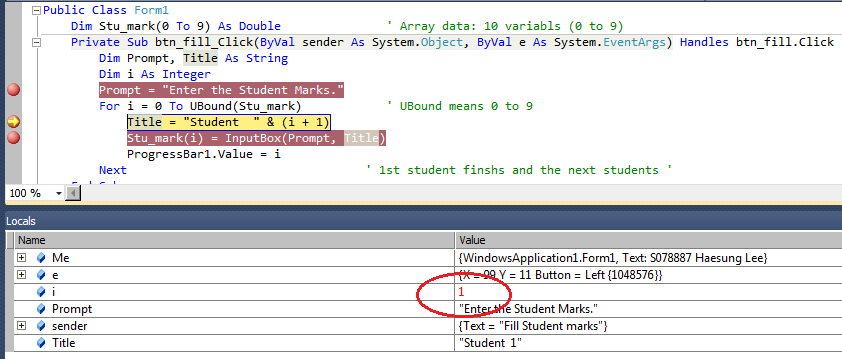 Public Class Form1
Dim Stu_mark(0 To 9) As Double ' Array data: 10 variabls (0 to 9)
Private Sub btn_fill_Click(ByVal sender As System.Object, ByVal e As System.EventArgs) Handles btn_fill.Click
Dim Prompt, Title As String
Dim i As Integer
Prompt = "Enter the Student Marks."
For i = 0 To UBound(Stu_mark) ' UBound means 0 to 9
Title = "Student  " & (i + 1)
Stu_mark(i) = InputBox(Prompt, Title)
ProgressBar1.Value = i
Next ' 1st student finshs and the next students '
100 %
Locals
Name Value
Me {WindowsApplication1.Form1, Text: S078887 Haesung Lee}
e {X = 99 Y = 11 Button = Left {1048576}}
i 1
Prompt "Enter the Student Marks."
sender {Text = "Fill Student marks"}
Title "Student  1"